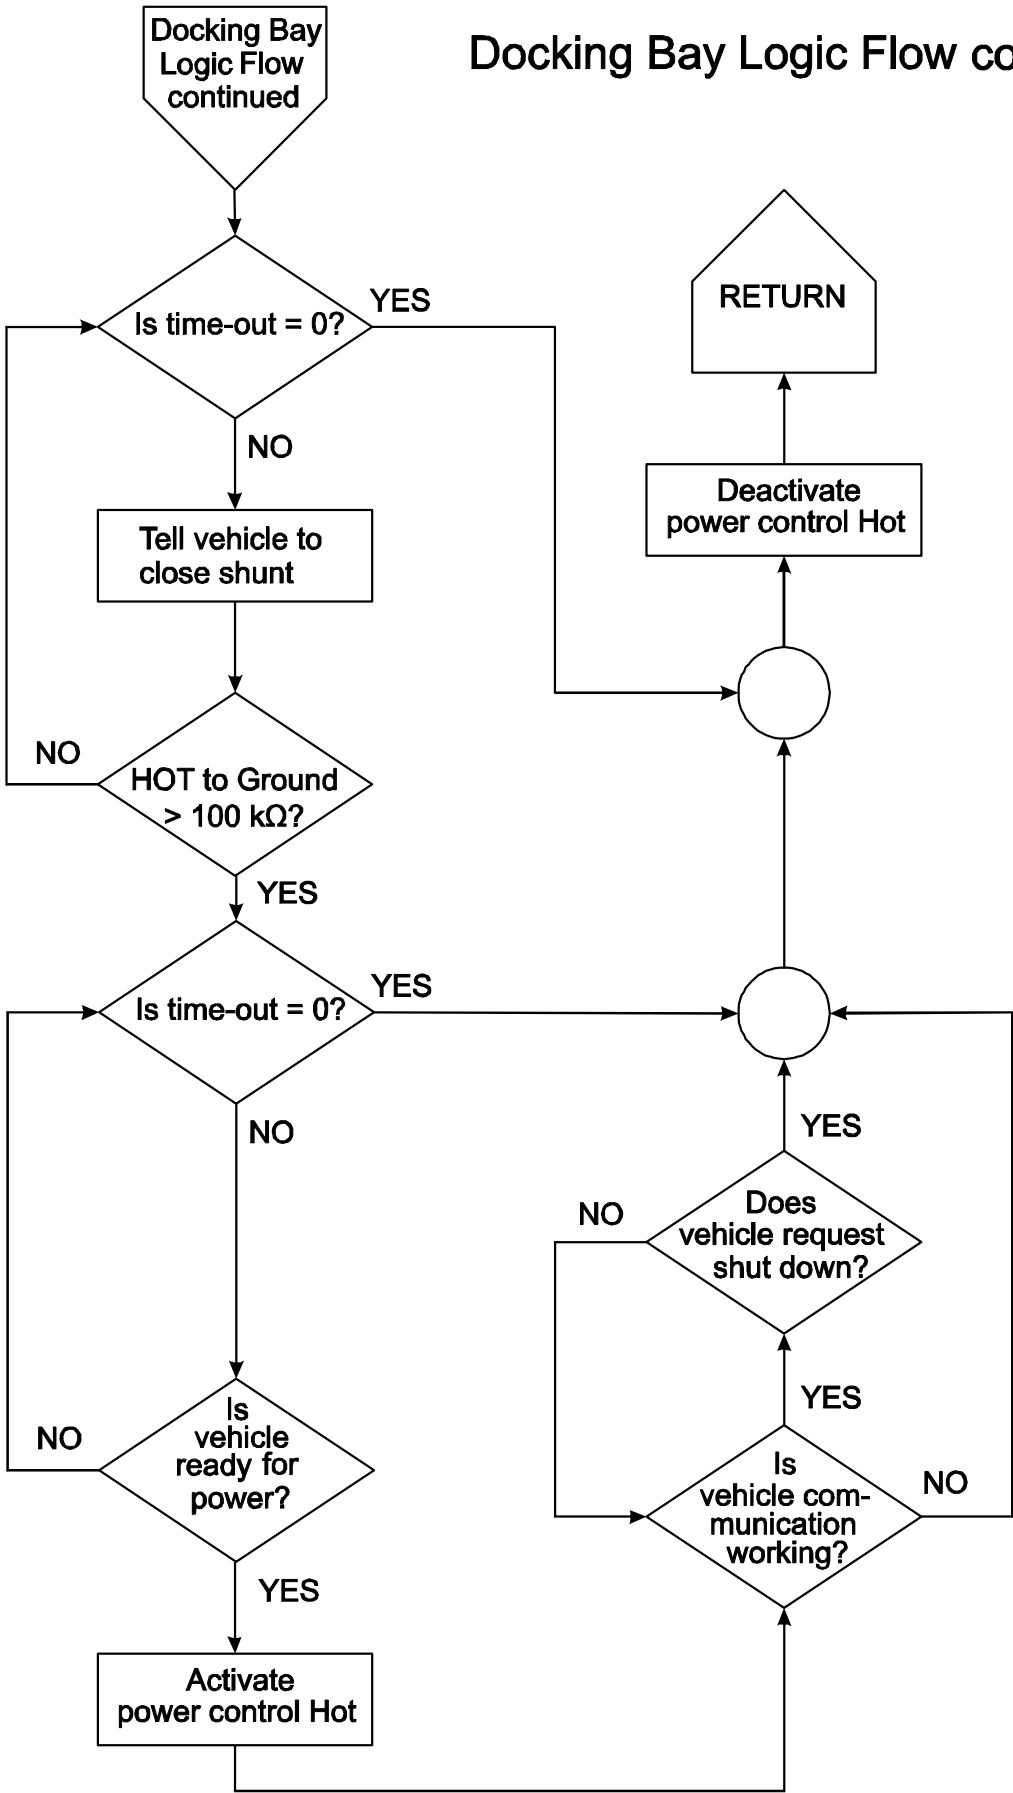 Docking Bay
Logic Flow
continued
Docking Bay Logic Flow co
YES
Is time-out = 0?
NO
Tell vehicle to
close shunt
NO
HOT to Ground
> 100 kΩ?
YES
YES
Is time-out = 0?
NO
Is
vehicle
ready for
power?
NO
YES
Activate
power control Hot
RETURN
Deactivate
power control Hot
YES
Does
vehicle request
shut down?
NO
YES
Is
vehicle com-
munication
working?
NO